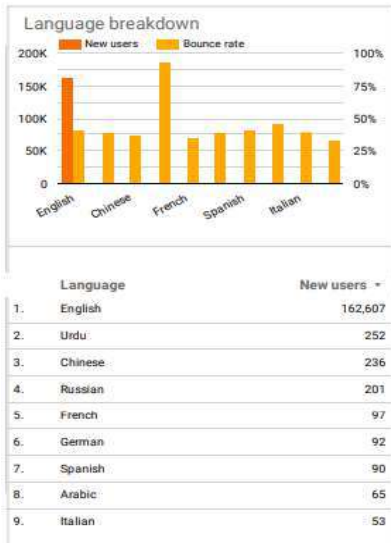 Language breakdown
New users Bounce rate
200K 100%
150K 75%
100K 50%
50K 25%
0 0%
English Chinese French Spanish Italian
Language New users
1. English 162,607
2. Urdu 252
3. Chinese 236
4. Russian 201
5. French 97
6. German 92
7. Spanish 90
8. Arabic 65
9. Italian 53